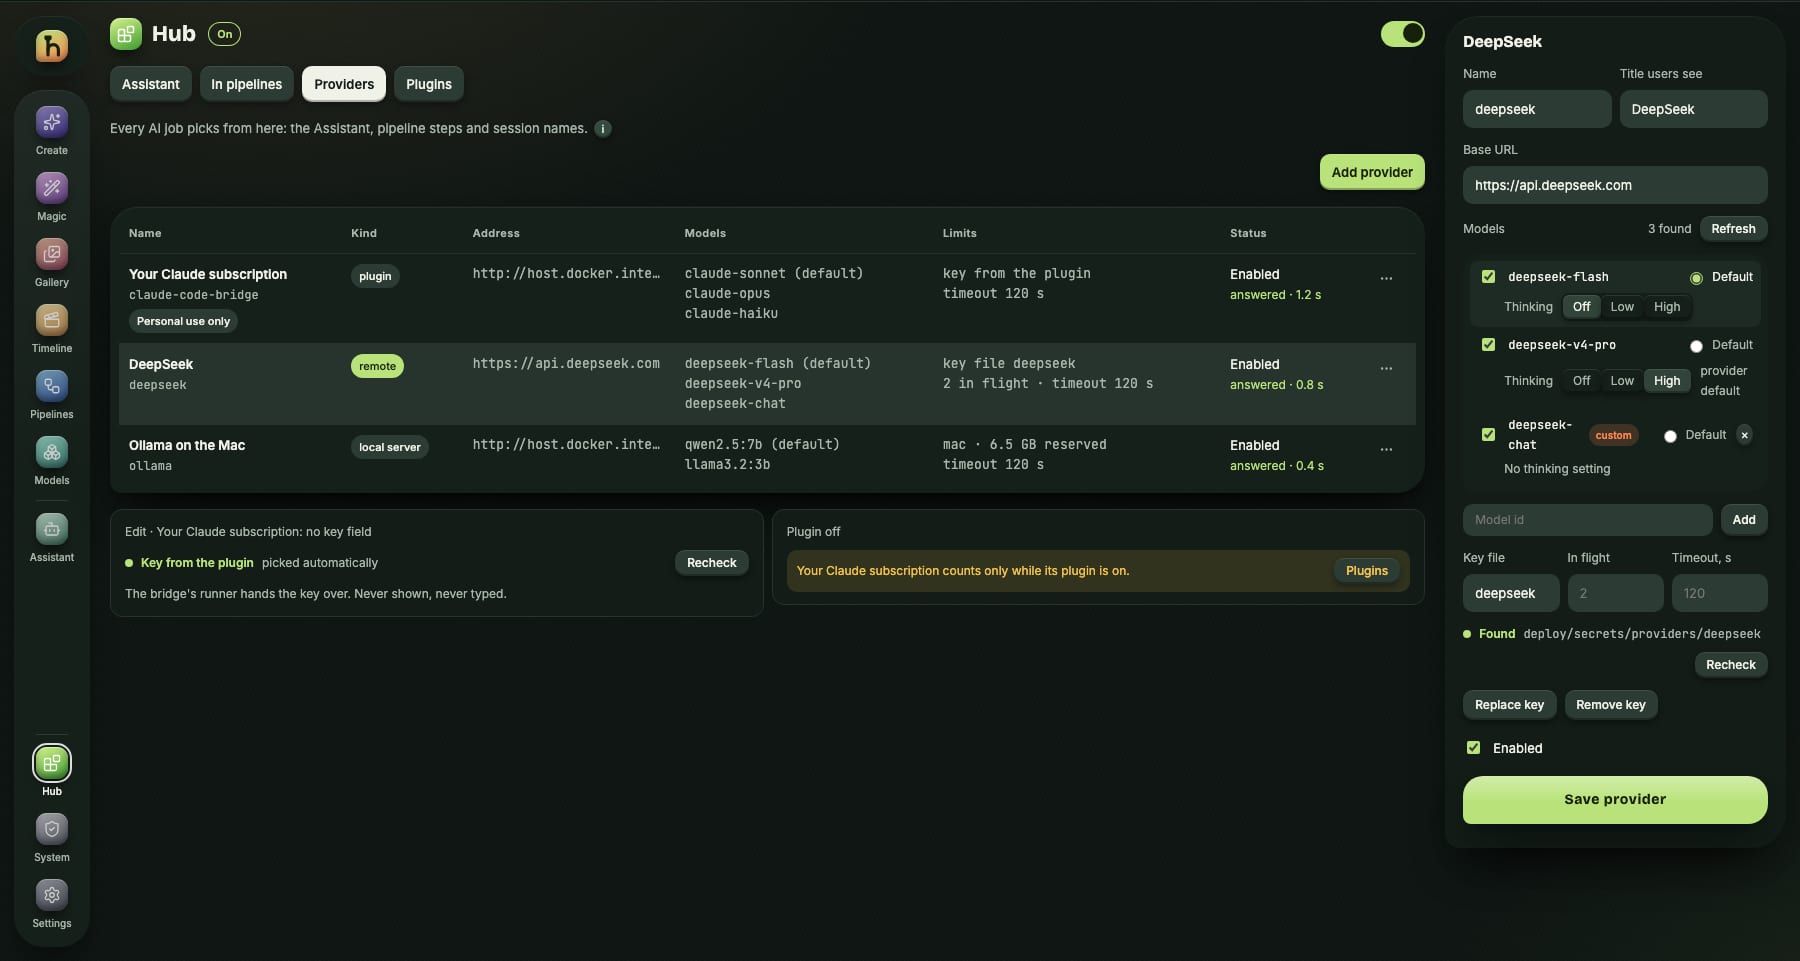 h
Create
Magic
Gallery
Timeline
Pipelines
Models
Assistant
Hub
System
Settings
Hub On
Assistant In pipelines Providers Plugins
Every AI job picks from here: the Assistant, pipeline steps and session names. i
Add provider
Name Kind Address Models Limits Status
Your Claude subscription plugin http://host.docker.inte… claude-sonnet (default) key from the plugin Enabled ...
claude-code-bridge claude-opus timeout 120 s answered · 1.2 s
Personal use only claude-haiku
DeepSeek remote https://api.deepseek.com deepseek-flash (default) key file deepseek Enabled ...
deepseek deepseek-v4-pro 2 in flight · timeout 120 s answered · 0.8 s
deepseek-chat
Ollama on the Mac local server http://host.docker.inte… qwen2.5:7b (default) mac · 6.5 GB reserved Enabled ...
ollama llama3.2:3b timeout 120 s answered · 0.4 s
Edit · Your Claude subscription: no key field
Key from the plugin picked automatically Recheck
The bridge's runner hands the key over. Never shown, never typed.
Plugin off
Your Claude subscription counts only while its plugin is on. Plugins
DeepSeek
Name Title users see
deepseek DeepSeek
Base URL
https://api.deepseek.com
Models 3 found Refresh
deepseek-flash Default
Thinking Off Low High
deepseek-v4-pro Default
Thinking Off Low High provider
default
deepseek-
chat custom Default ×
No thinking setting
Model id Add
Key file In flight Timeout, s
deepseek 2 120
Found deploy/secrets/providers/deepseek
Recheck
Replace key Remove key
Enabled
Save provider